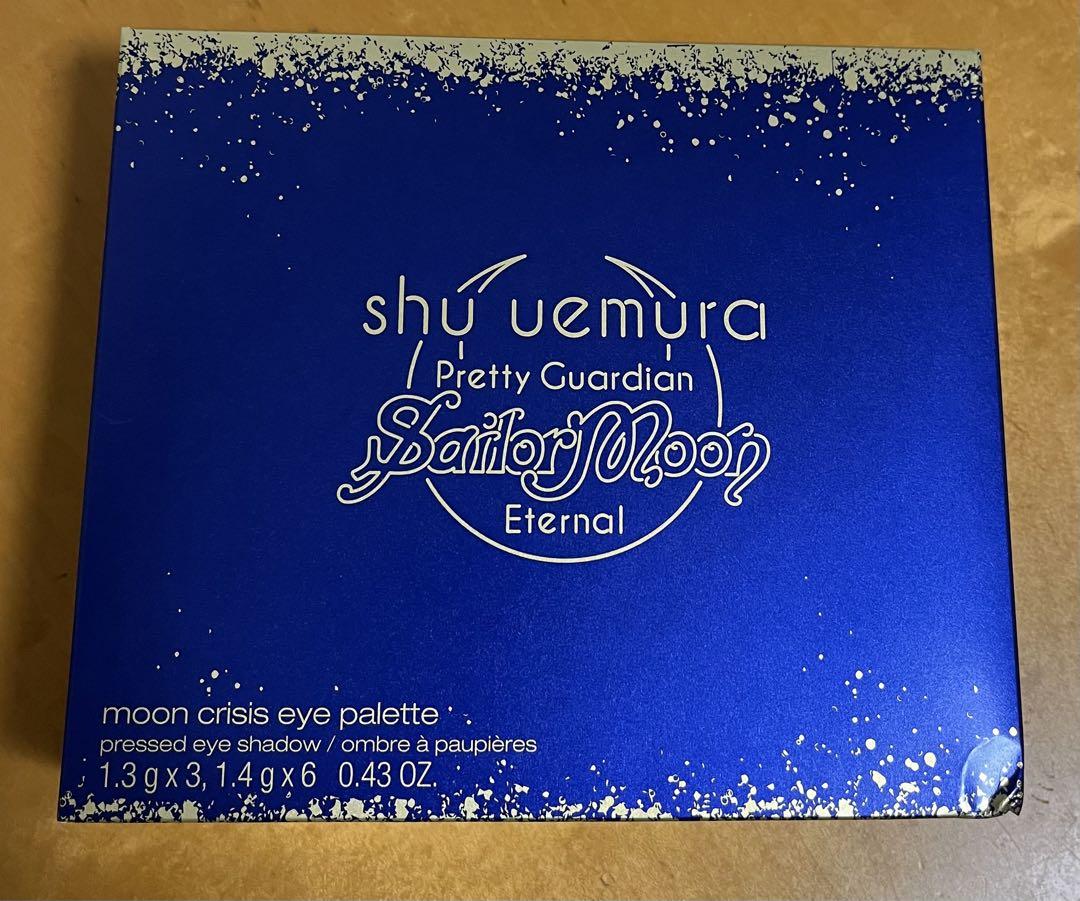 shu uemura
Pretty Guardian
Sailor Moon
Eternal
moon crisis eye palette
pressed eye shadow / ombre à paupières
1.3 g x 3, 1.4 g x 6 0.43 OZ.